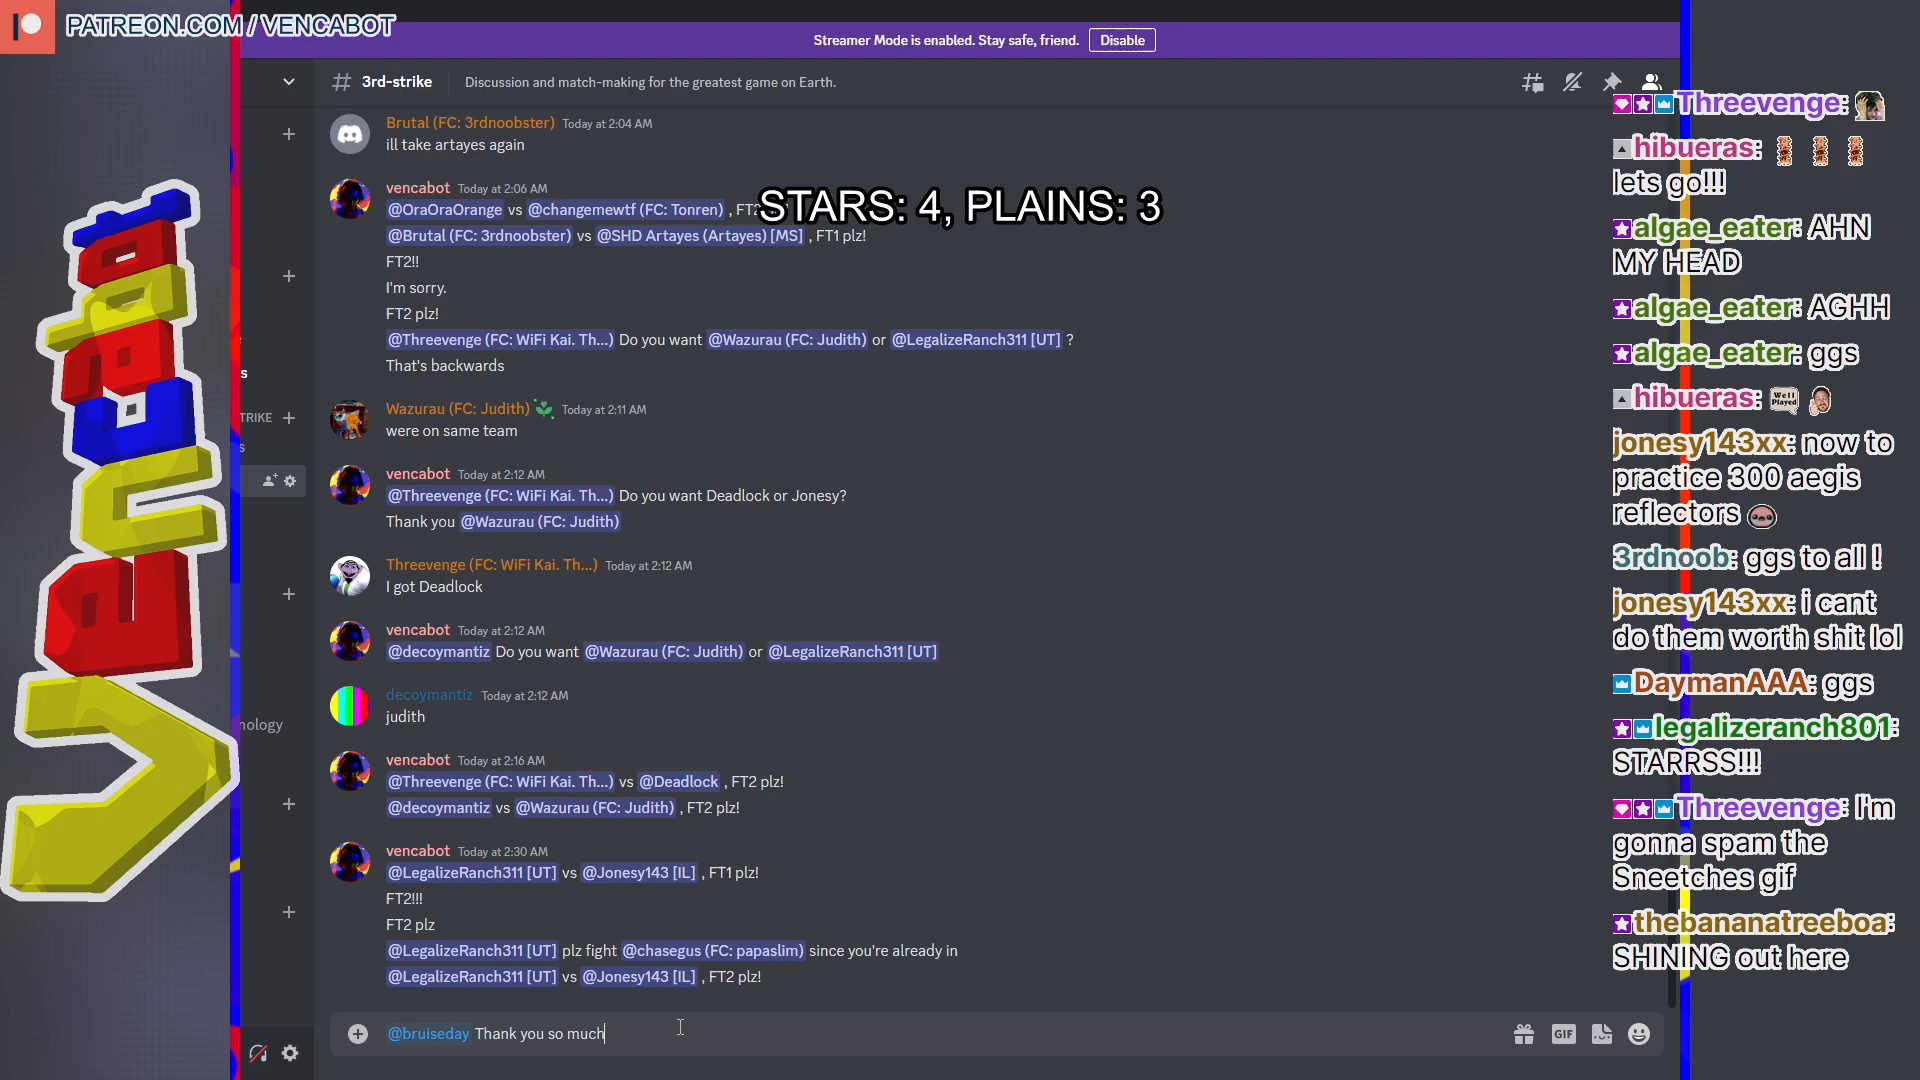 PATREON.COM / VENCABOT
Streamer Mode is enabled. Stay safe, friend.
Disable
3rd-strike
Discussion and match-making for the greatest game on Earth.
Brutal (FC: 3rdnoobster) Today at 2:04 AM
ill take artayes again
vencabot Today at 2:06 AM
@OraOraOrange vs @changemewtf (FC: Tonren) , FT2
STARS: 4, PLAINS: 3
@Brutal (FC: 3rdnoobster) vs @SHD Artayes (Artayes) [MS] , FT1 plz!
FT2!!
I'm sorry.
FT2 plz!
@Threevenge (FC: WiFi Kai. Th...) Do you want @Wazurau (FC: Judith) or @LegalizeRanch311 [UT] ?
That's backwards
Wazurau (FC: Judith) Today at 2:11 AM
were on same team
vencabot Today at 2:12 AM
@Threevenge (FC: WiFi Kai. Th...) Do you want Deadlock or Jonesy?
Thank you @Wazurau (FC: Judith)
Threevenge (FC: WiFi Kai. Th...) Today at 2:12 AM
I got Deadlock
vencabot Today at 2:12 AM
@decoymantiz Do you want @Wazurau (FC: Judith) or @LegalizeRanch311 [UT]
decoymantiz Today at 2:12 AM
judith
vencabot Today at 2:16 AM
@Threevenge (FC: WiFi Kai. Th...) vs @Deadlock , FT2 plz!
@decoymantiz vs @Wazurau (FC: Judith) , FT2 plz!
vencabot Today at 2:30 AM
@LegalizeRanch311 [UT] vs @Jonesy143 [IL] , FT1 plz!
FT2!!!
FT2 plz
@LegalizeRanch311 [UT] plz fight @chasegus (FC: papaslim) since you're already in
@LegalizeRanch311 [UT] vs @Jonesy143 [IL] , FT2 plz!
@bruiseday Thank you so much
GIF
s
TRIKE
s
nology
Vencabot
Threevenge:
hibueras:
lets go!!!
algae_eater: AHN
MY HEAD
algae_eater: AGHH
algae_eater: ggs
hibueras: Well Played
jonesy143xx: now to
practice 300 aegis
reflectors
3rdnoob: ggs to all !
jonesy143xx: i cant
do them worth shit lol
DaymanAAA: ggs
legalizeranch801:
STARRSS!!!
Threevenge: I'm
gonna spam the
Sneetches gif
thebananatreeboa:
SHINING out here